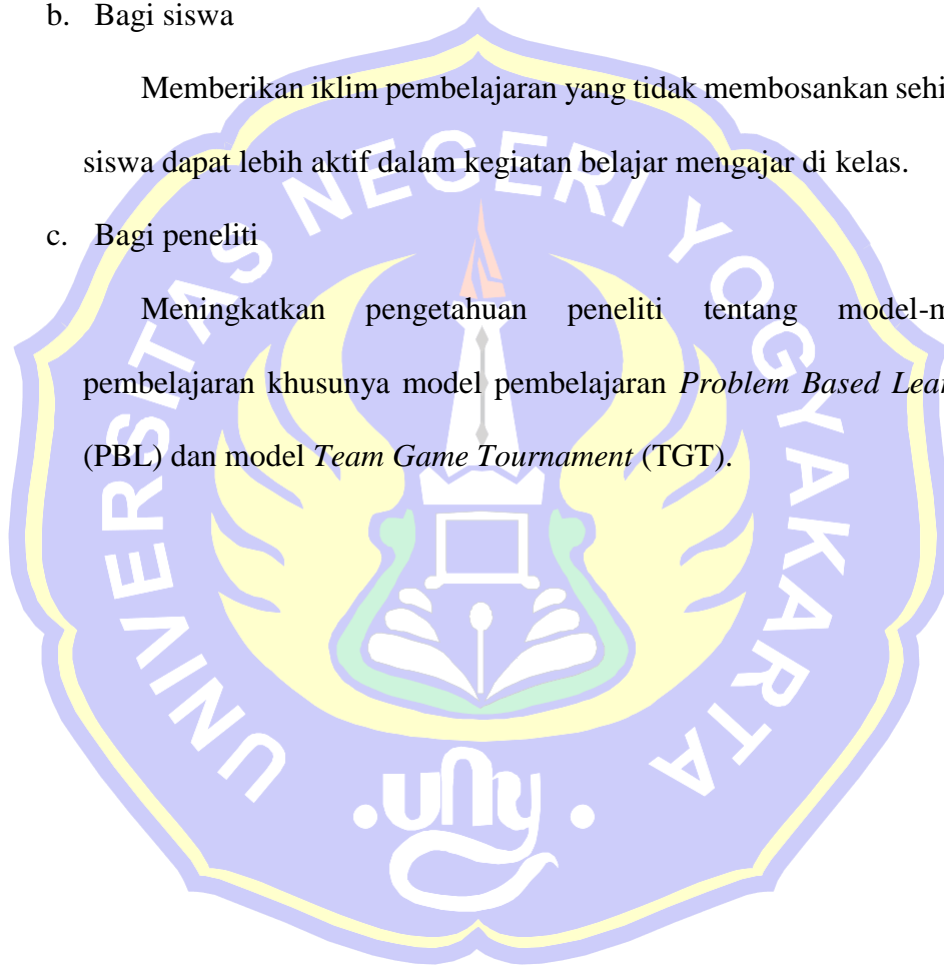 b. Bagi siswa
Memberikan iklim pembelajaran yang tidak membosankan sehi
siswa dapat lebih aktif dalam kegiatan belajar mengajar di kelas.
c. Bagi peneliti
Meningkatkan pengetahuan peneliti tentang model-m
pembelajaran khusunya model pembelajaran Problem Based Lear
(PBL) dan model Team Game Tournament (TGT).
UNIVERSITAS NEGERI YOGYAKARTA
uny